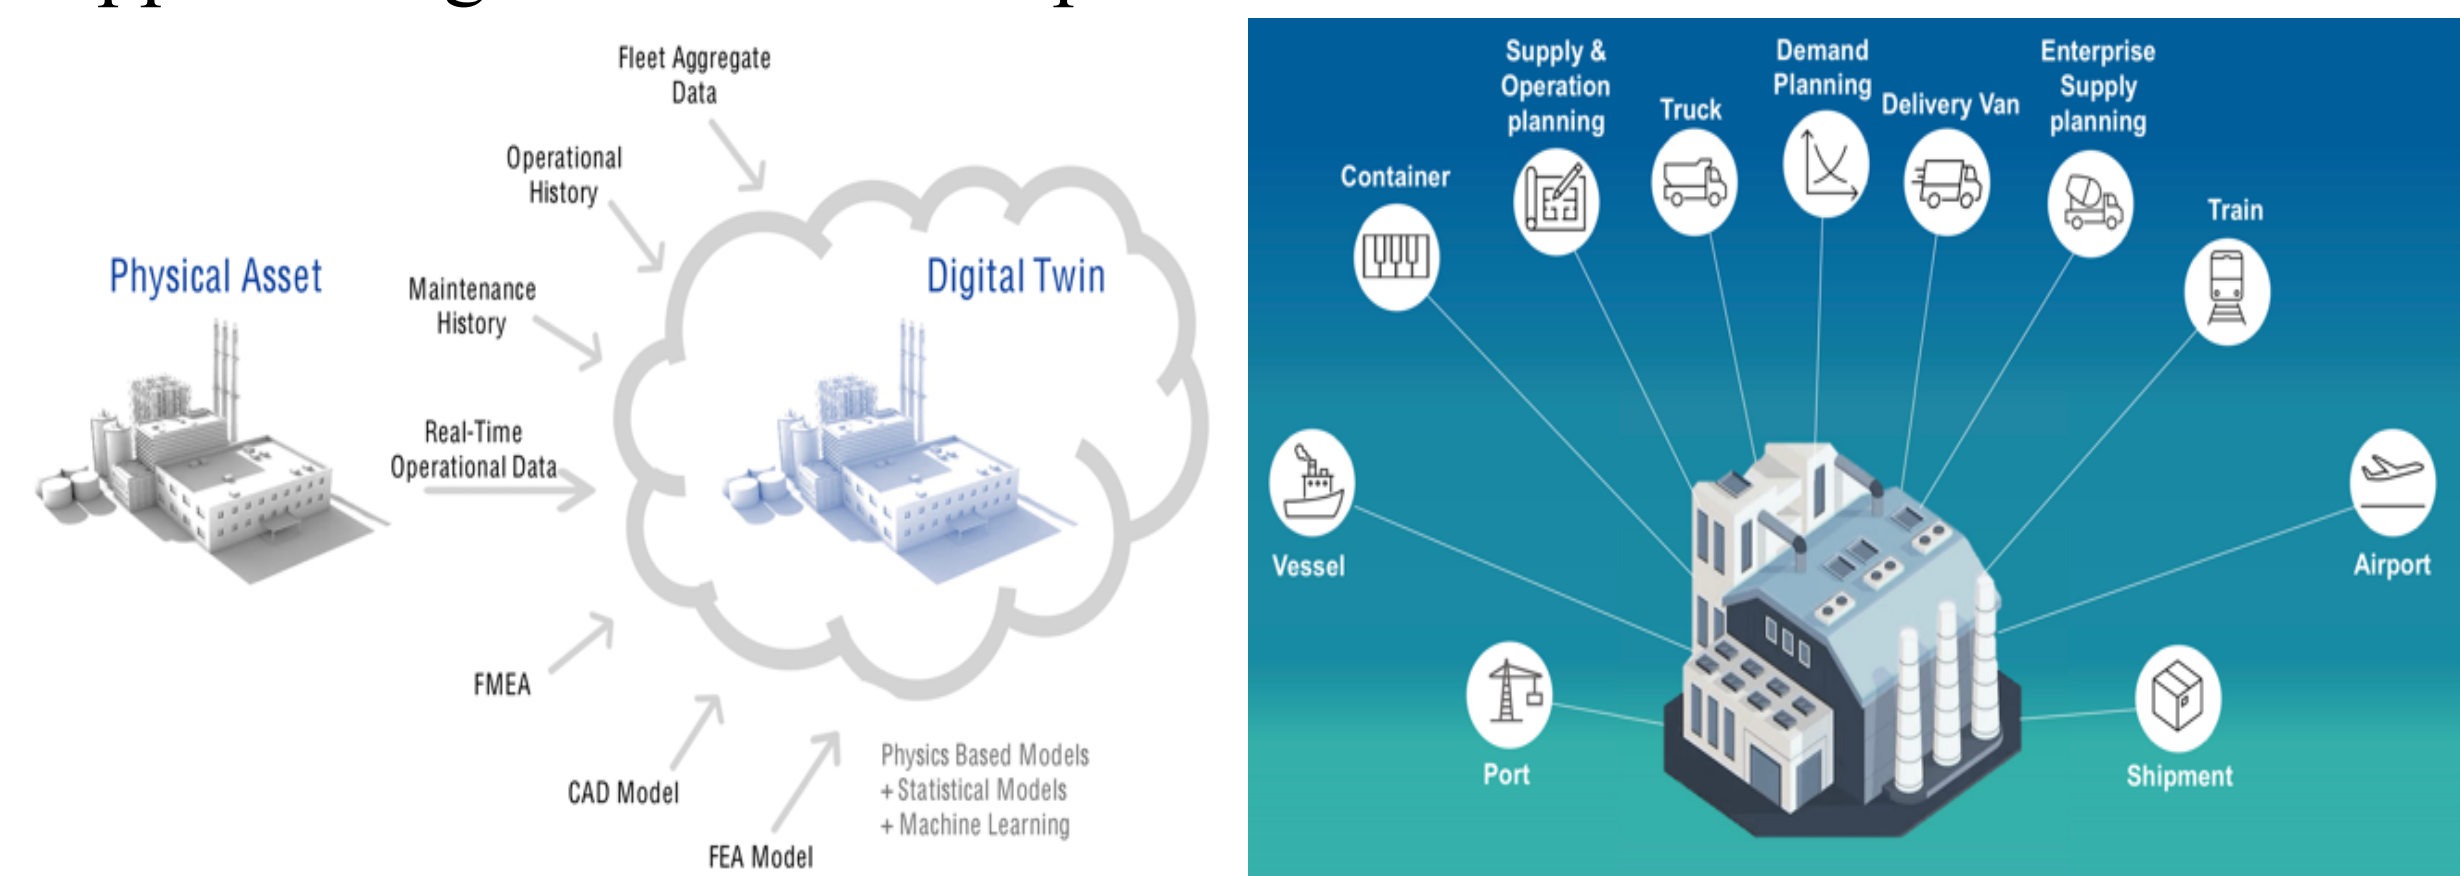 Fleet Aggregate
Data
Operational
History
Physical Asset
Digital Twin
Maintenance
History
Real-Time
Operational Data
FMEA
CAD Model
FEA Model
Physics Based Models
+ Statistical Models
+ Machine Learning
Supply &
Operation
planning
Truck
Demand
Planning
Delivery Van
Enterprise
Supply
planning
Container
Train
Vessel
Airport
Port
Shipment